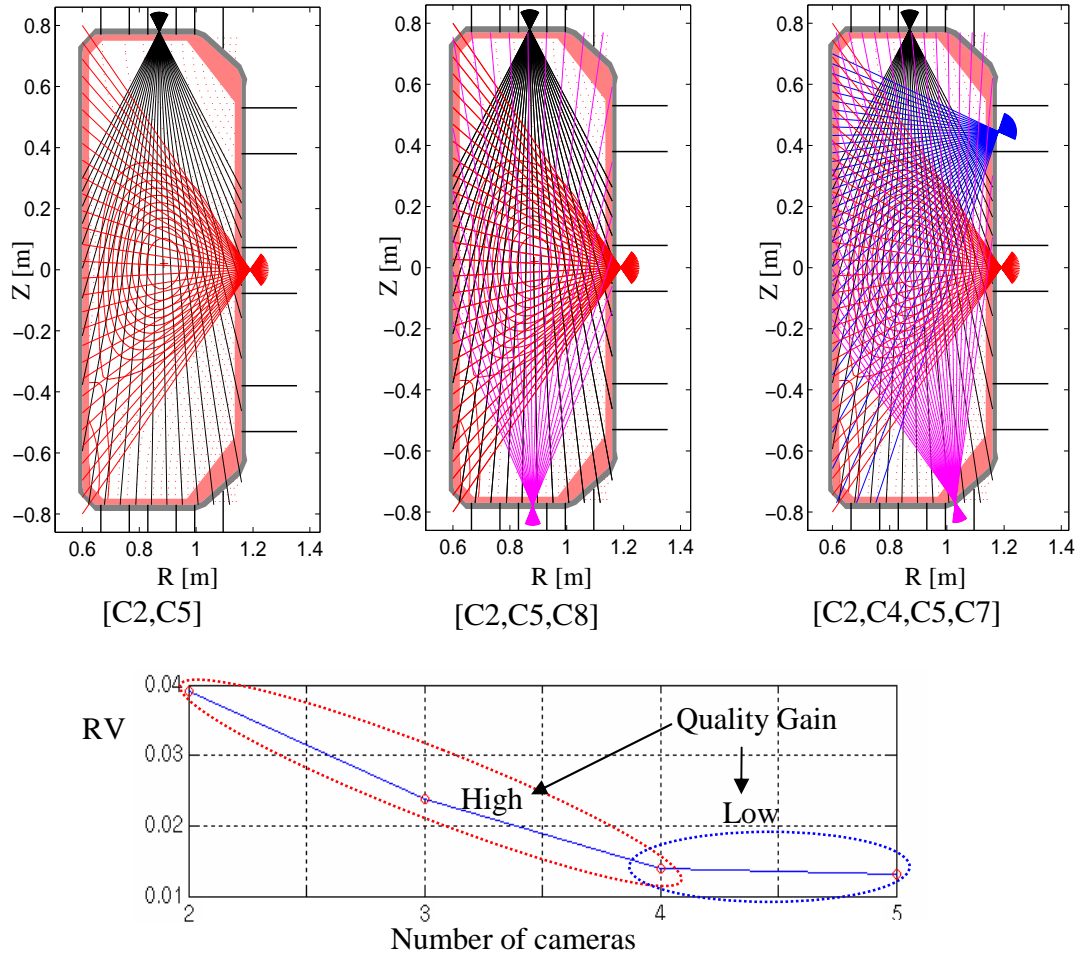 0.8
0.6
0.4
0.2
0
−0.2
−0.4
−0.6
−0.8
Z [m]
0.6 0.8 1 1.2 1.4
R [m]
[C2,C5]
0.8
0.6
0.4
0.2
0
−0.2
−0.4
−0.6
−0.8
Z [m]
0.6 0.8 1 1.2 1.4
R [m]
[C2,C5,C8]
0.8
0.6
0.4
0.2
0
−0.2
−0.4
−0.6
−0.8
Z [m]
0.6 0.8 1 1.2 1.4
R [m]
[C2,C4,C5,C7]
0.04
RV
0.03
0.02
0.01
Quality Gain
High
Low
2 3 4 5
Number of cameras